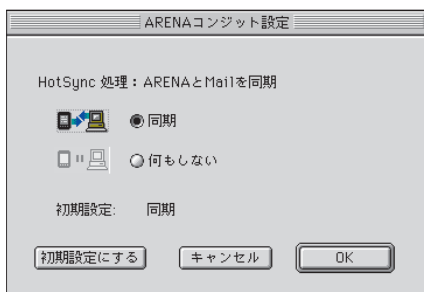 ARENAコンジット設定
HotSync 処理：ARENAとMailを同期
同期
何もしない
初期設定: 同期
初期設定にする キャンセル OK